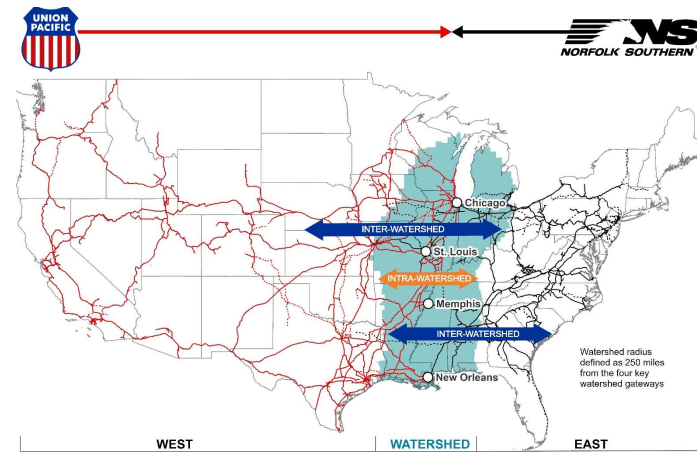 UNION
PACIFIC
NS
NORFOLK SOUTHERN
Chicago
INTER-WATERSHED
St. Louis
INTRA-WATERSHED
Memphis
INTER-WATERSHED
Watershed radius
defined as 250 miles
from the four key
watershed gateways
New Orleans
WEST
WATERSHED
EAST